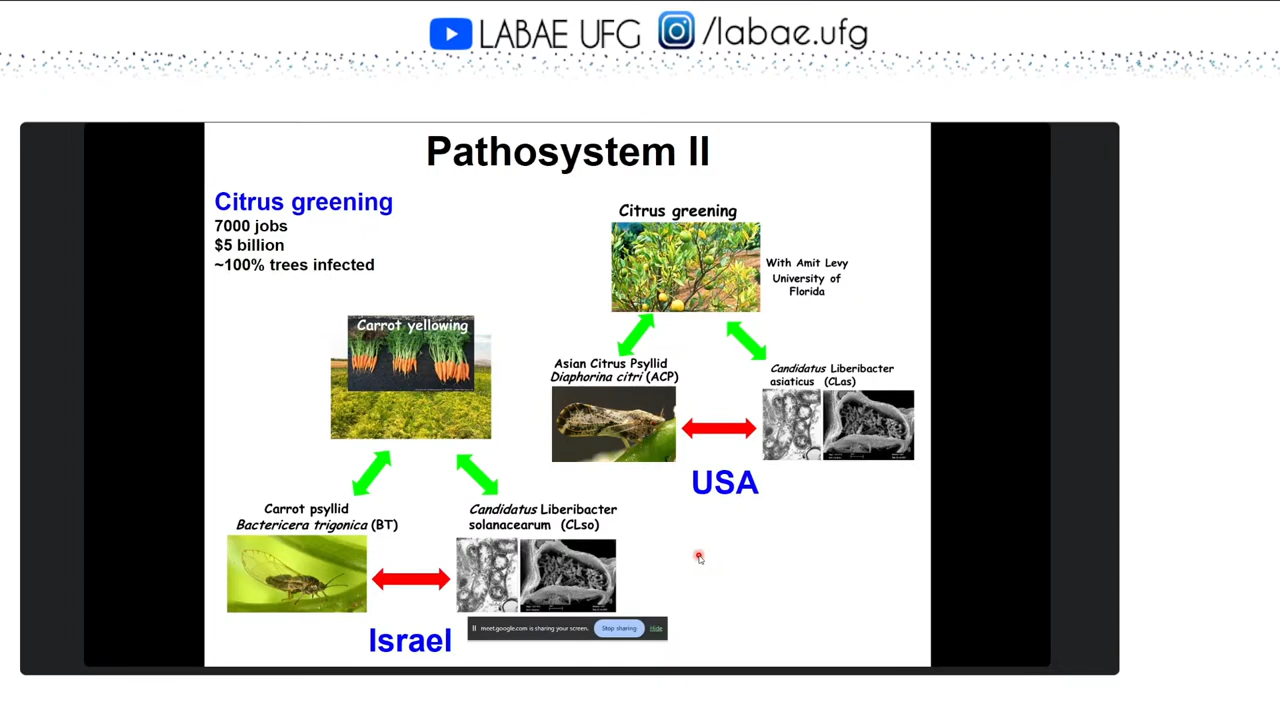 LABAE UFG /labae.ufg
Pathosystem II
Citrus greening
7000 jobs
$5 billion
~100% trees infected
Citrus greening
With Amit Levy
University of
Florida
Carrot yellowing
Asian Citrus Psyllid
Diaphorina citri (ACP)
Candidatus Liberibacter
asiaticus (CLas)
USA
Carrot psyllid
Bactericera trigonica (BT)
Candidatus Liberibacter
solanacearum (CLso)
Israel
meet.google.com is sharing your screen. Stop sharing Hide